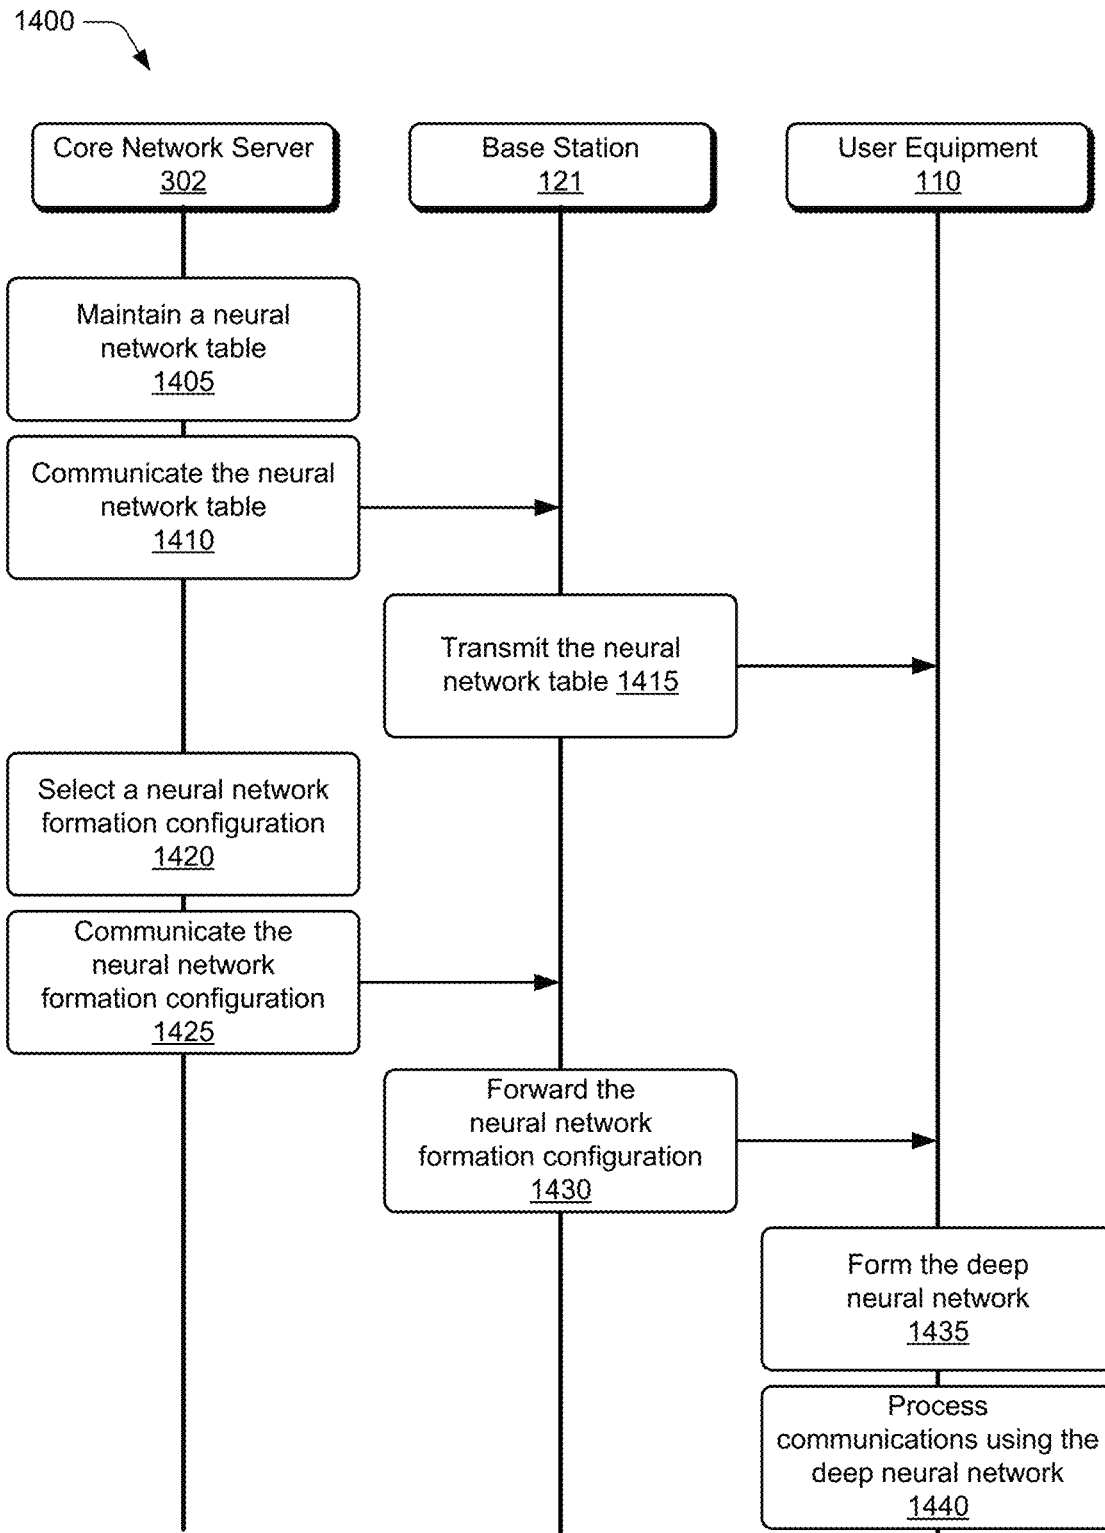 1400
Core Network Server
302
Base Station
121
User Equipment
110
Maintain a neural
network table
1405
Communicate the neural
network table
1410
Transmit the neural
network table 1415
Select a neural network
formation configuration
1420
Communicate the
neural network
formation configuration
1425
Forward the
neural network
formation configuration
1430
Form the deep
neural network
1435
Process
communications using the
deep neural network
1440